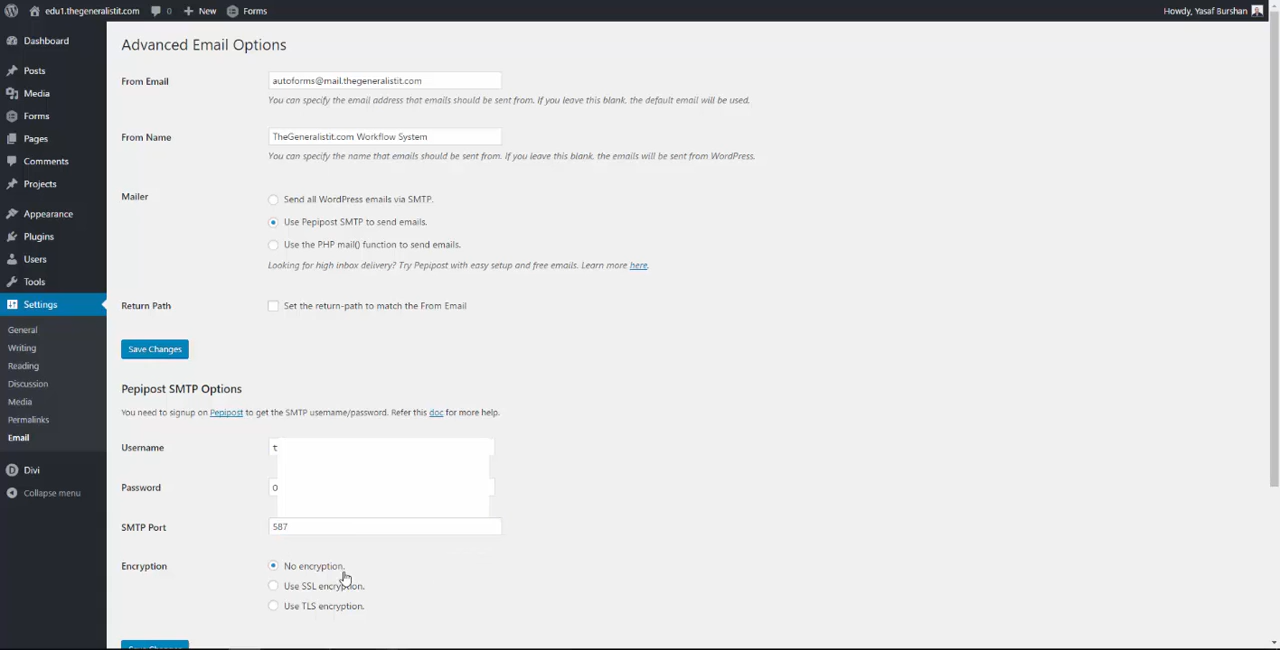 edu1.thegeneralistit.com 0 New Forms Howdy, Yasaf Burshan
Dashboard
Posts
Media
Forms
Pages
Comments
Projects
Appearance
Plugins
Users
Tools
Settings
General
Writing
Reading
Discussion
Media
Permalinks
Email
Divi
Collapse menu
Advanced Email Options
From Email autoforms@mail.thegeneralistit.com
You can specify the email address that emails should be sent from. If you leave this blank, the default email will be used.
From Name TheGeneralistit.com Workflow System
You can specify the name that emails should be sent from. If you leave this blank, the emails will be sent from WordPress.
Mailer Send all WordPress emails via SMTP.
Use Pepipost SMTP to send emails.
Use the PHP mail() function to send emails.
Looking for high inbox delivery? Try Pepipost with easy setup and free emails. Learn more here.
Return Path Set the return-path to match the From Email
Save Changes
Pepipost SMTP Options
You need to signup on Pepipost to get the SMTP username/password. Refer this doc for more help.
Username t
Password 0
SMTP Port 587
Encryption No encryption.
Use SSL encryption.
Use TLS encryption.
Save Changes